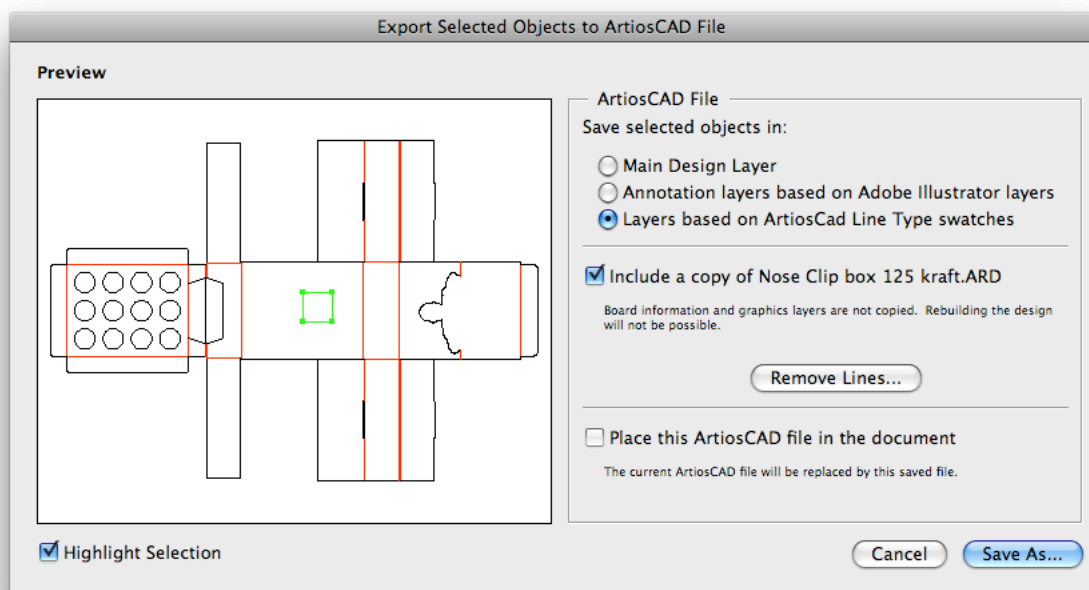 Export Selected Objects to ArtiosCAD File
Preview
ArtiosCAD File
Save selected objects in:
Main Design Layer
Annotation layers based on Adobe Illustrator layers
Layers based on ArtiosCad Line Type swatches
Include a copy of Nose Clip box 125 kraft.ARD
Board information and graphics layers are not copied. Rebuilding the design
will not be possible.
Remove Lines...
Place this ArtiosCAD file in the document
The current ArtiosCAD file will be replaced by this saved file.
Highlight Selection
Cancel
Save As...